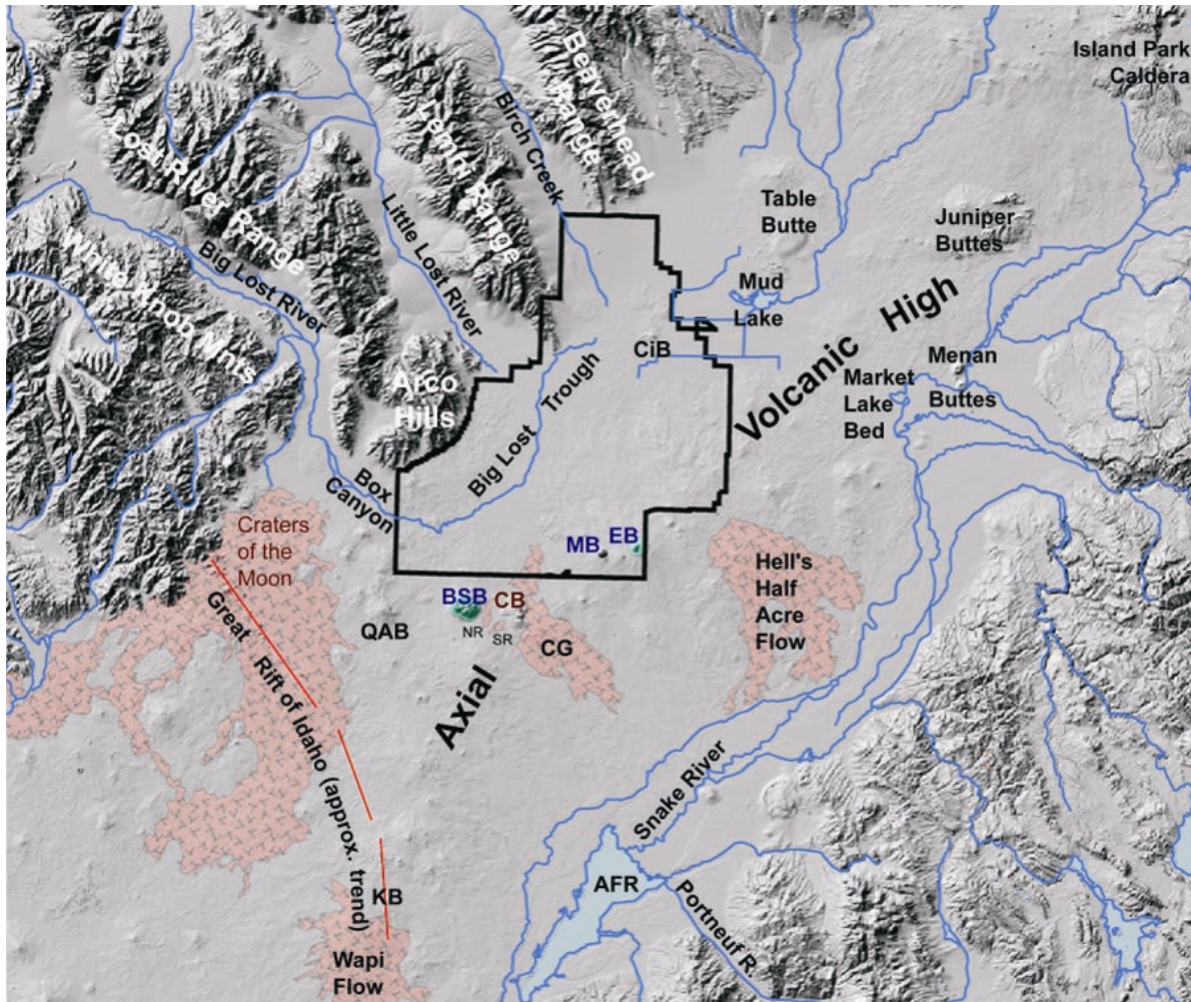 Island Park
Caldera
Beaverhead
Range
Birch Creek
Lemhi Range
Lost River Range
Little Lost River
White Knob Mnts
Big Lost River
Table
Butte
Juniper
Buttes
Mud
Lake
CiB
Volcanic High
Menan
Buttes
Market
Lake
Bed
Arco
Hills
Big Lost Trough
Box
Canyon
Craters
of the
Moon
MB
EB
Hell's
Half
Acre
Flow
BSB
CB
NR
SR
QAB
CG
Axial
Great Rift of Idaho (approx. trend)
Snake River
KB
AFR
Portneuf R.
Wapi
Flow